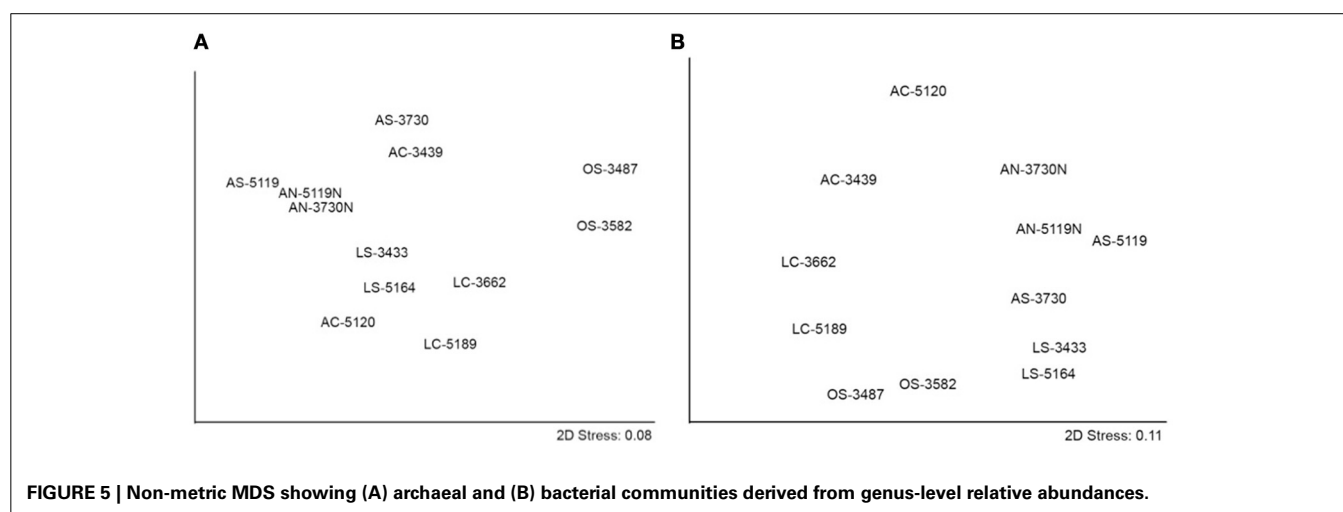 A
AS-3730
AC-3439
OS-3487
AS-5119
AN-5119N
AN-3730N
OS-3582
LS-3433
LS-5164
LC-3662
AC-5120
LC-5189
2D Stress: 0.08
B
AC-5120
AN-3730N
AC-3439
AN-5119N
AS-5119
LC-3662
AS-3730
LC-5189
LS-3433
LS-5164
OS-3582
OS-3487
2D Stress: 0.11
FIGURE 5 | Non-metric MDS showing (A) archaeal and (B) bacterial communities derived from genus-level relative abundances.